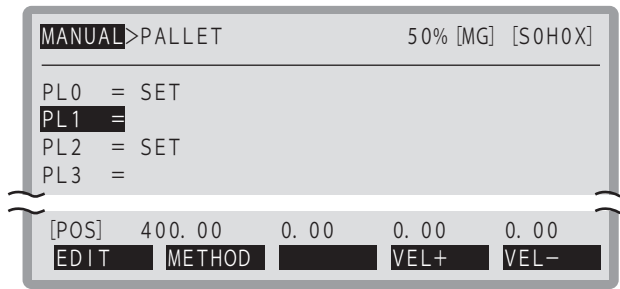 MANUAL>PALLET 50% [MG] [S0H0X]
PL0 = SET
PL1 =
PL2 = SET
PL3 =
[POS] 400.00 0.00 0.00 0.00
EDIT METHOD VEL+ VEL-